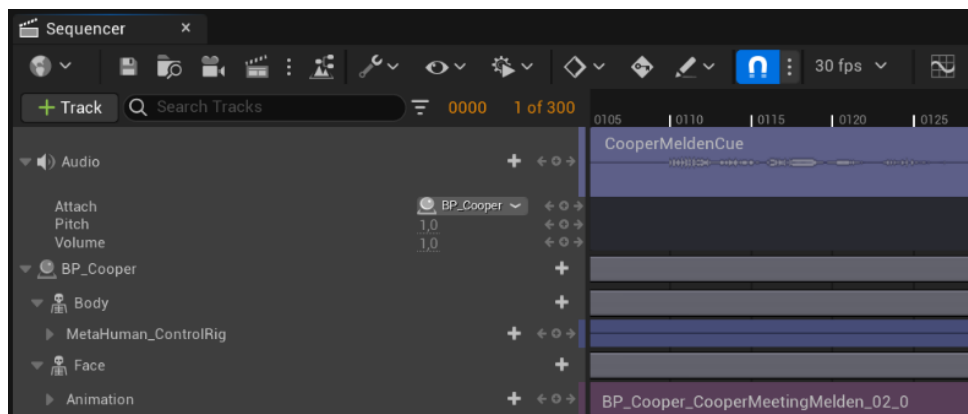 Sequencer
30 fps
Track
Search Tracks
0000
1 of 300
0105
0110
0115
0120
0125
Audio
CooperMeldenCue
Attach
BP_Cooper
Pitch
1,0
Volume
1,0
BP_Cooper
Body
MetaHuman_ControlRig
Face
Animation
BP_Cooper_CooperMeetingMelden_02_0